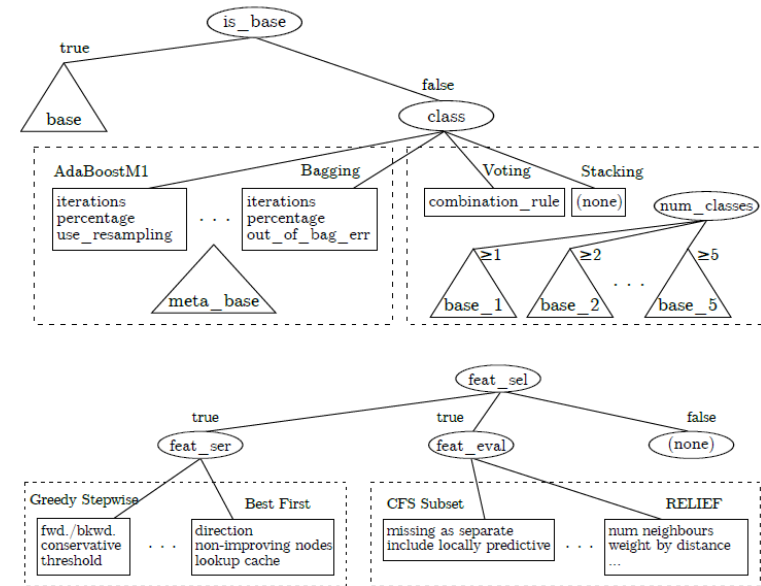 is_base
true
false
base
class
AdaBoostM1
Bagging
Voting
Stacking
iterations
percentage
use_resampling
. . .
iterations
percentage
out_of_bag_err
combination_rule
(none)
num_classes
meta_base
≥1
≥2
≥5
. . .
base_1
base_2
base_5
feat_sel
true
true
false
feat_ser
feat_eval
(none)
Greedy Stepwise
Best First
CFS Subset
RELIEF
fwd./bkwd.
conservative
threshold
. . .
direction
non-improving nodes
lookup cache
missing as separate
include locally predictive
. . .
num neighbours
weight by distance
...